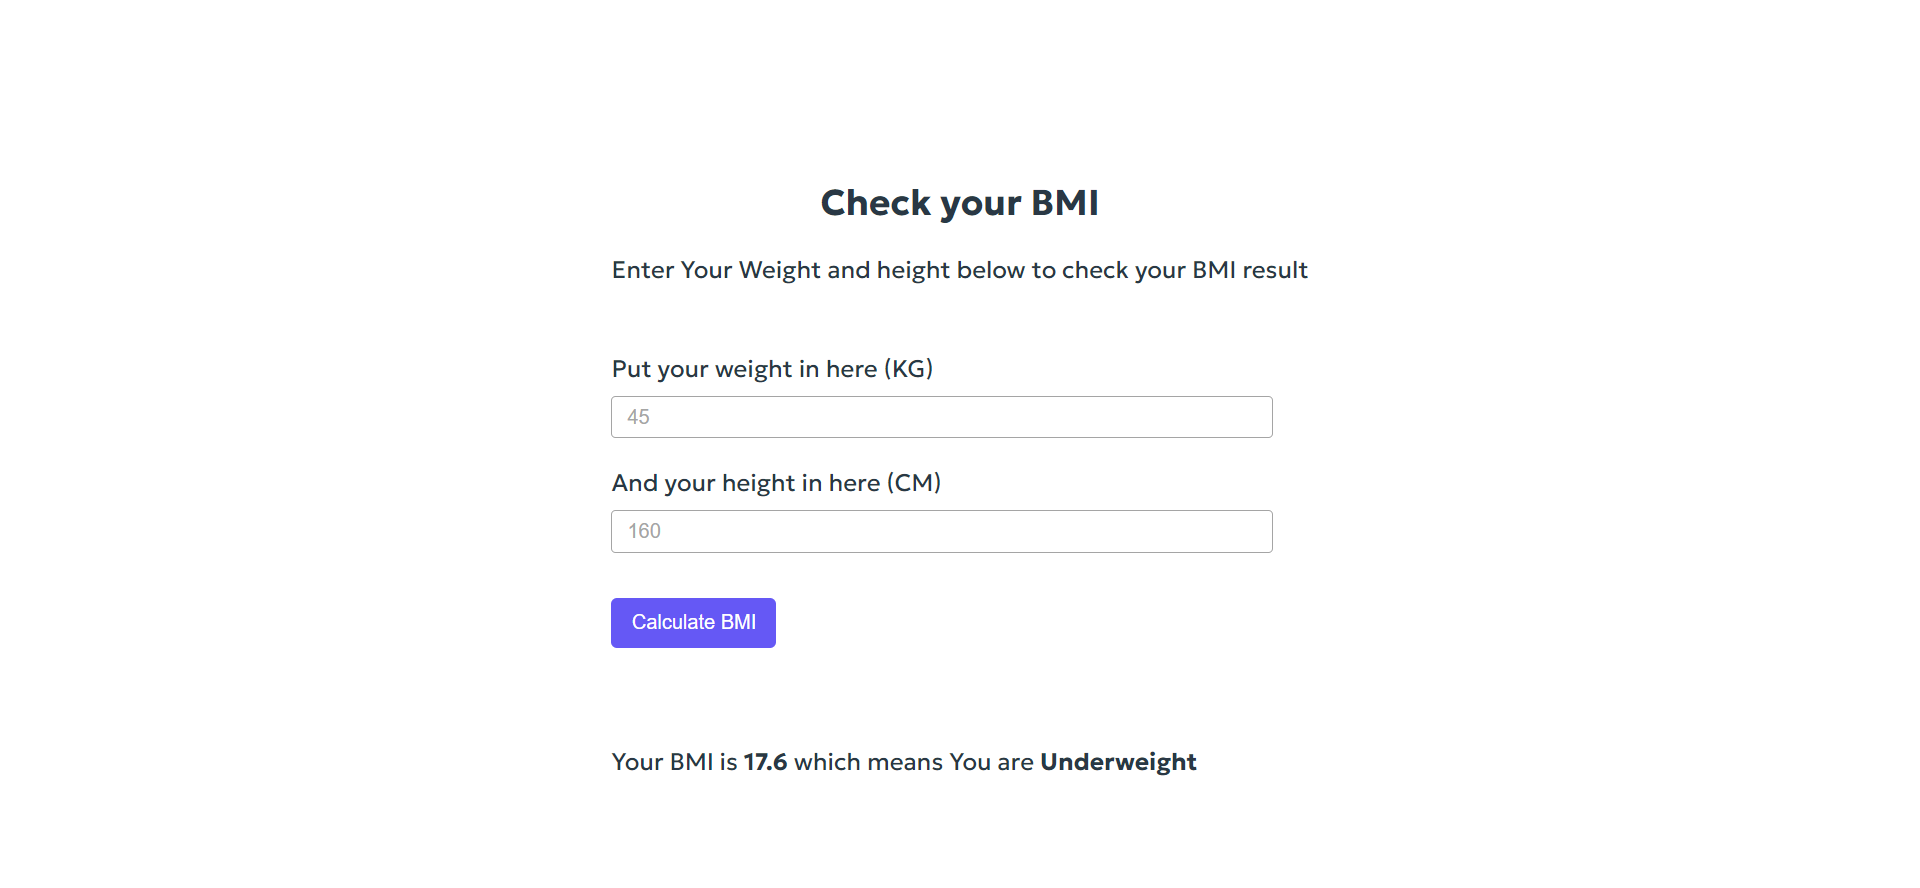 Check your BMI
Enter Your Weight and height below to check your BMI result
Put your weight in here (KG)
45
And your height in here (CM)
160
Calculate BMI
Your BMI is 17.6 which means You are Underweight